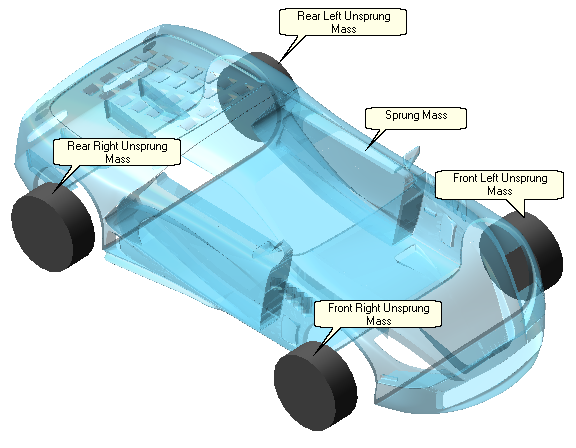 Rear Left Unsprung
Mass
Sprung Mass
Rear Right Unsprung
Mass
Front Left Unsprung
Mass
Front Right Unsprung
Mass